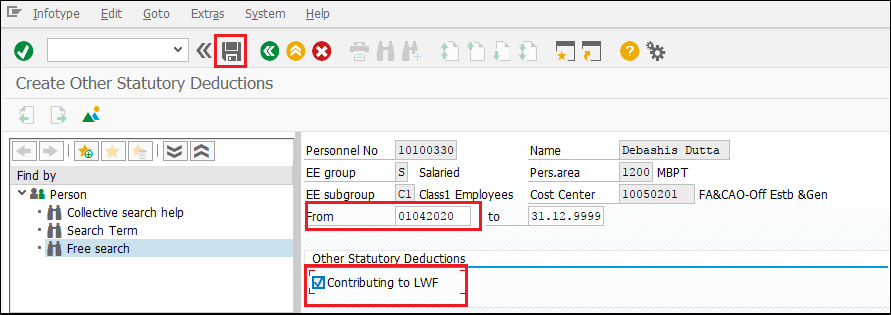 Infotype Edit Goto Extras System Help
Create Other Statutory Deductions
Find by
Person
Collective search help
Search Term
Free search
Personnel No 10100330 Name Debashis Dutta
EE group S Salaried Pers.area 1200 MBPT
EE subgroup C1 Class1 Employees Cost Center 10050201 FA&CAO-Off Estb &Gen
From 01042020 to 31.12.9999
Other Statutory Deductions
Contributing to LWF